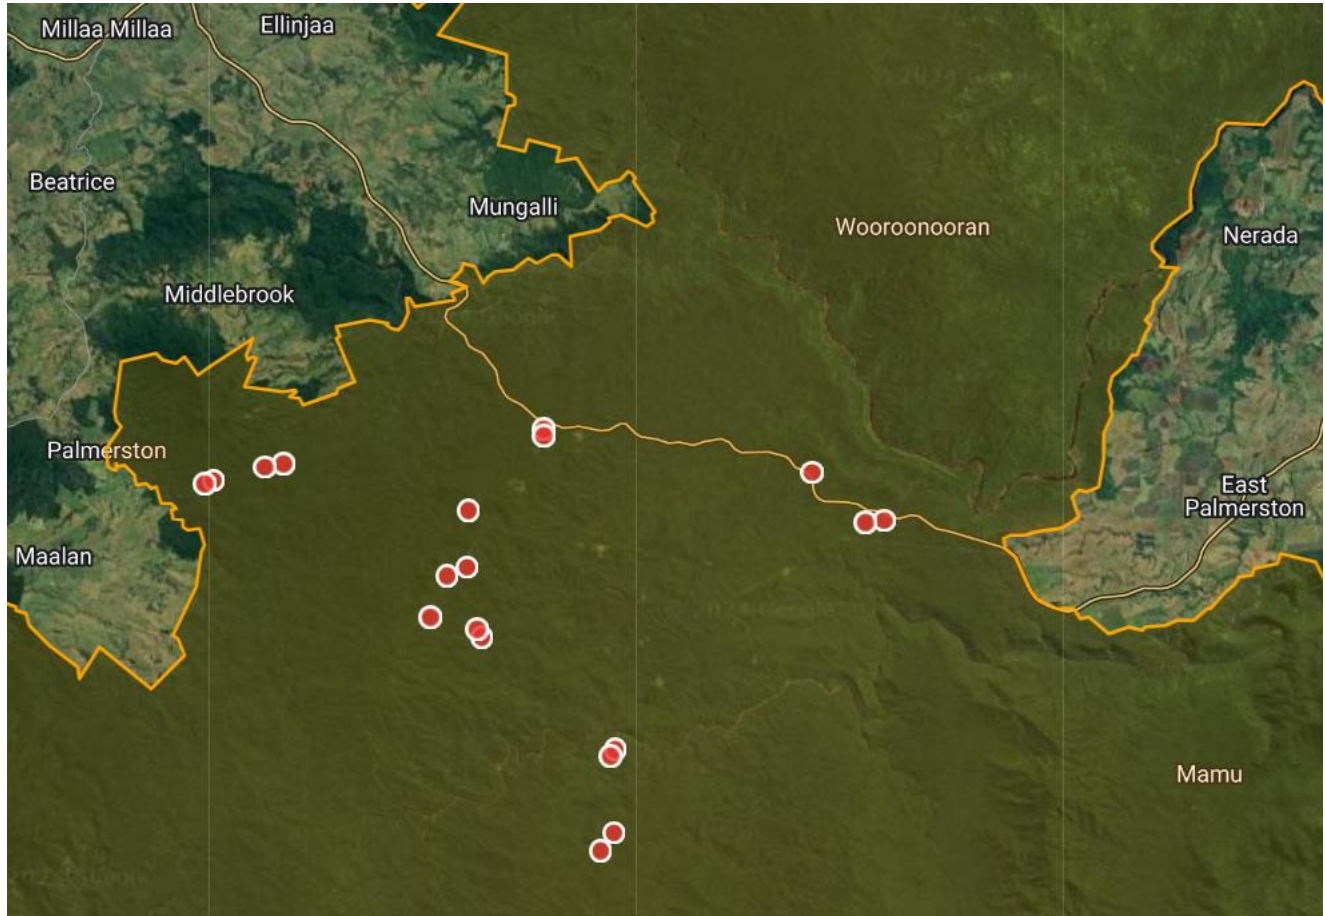 Millaa Millaa
Ellinjaa
Beatrice
Mungalli
Wooroonooran
Nerada
Middlebrook
Palmerston
East
Palmerston
Maalan
Mamu